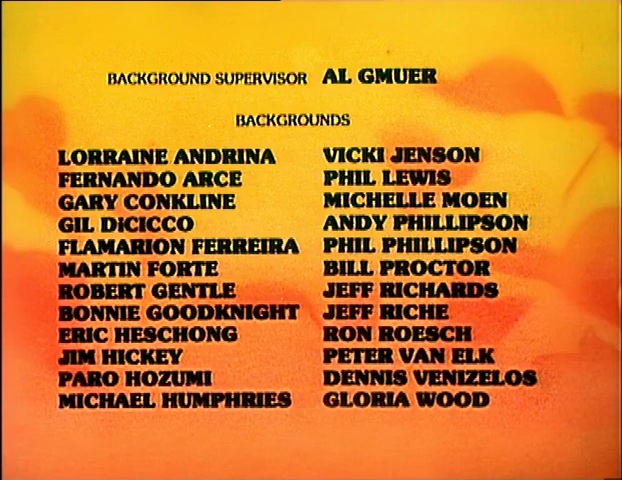 BACKGROUND SUPERVISOR AL GMUER
BACKGROUNDS
LORRAINE ANDRINA VICKI JENSON
FERNANDO ARCE PHIL LEWIS
GARY CONKLINE MICHELLE MOEN
GIL DiCICCO ANDY PHILLIPSON
FLAMARION FERREIRA PHIL PHILLIPSON
MARTIN FORTE BILL PROCTOR
ROBERT GENTLE JEFF RICHARDS
BONNIE GOODKNIGHT JEFF RICHE
ERIC HESCHONG RON ROESCH
JIM HICKEY PETER VAN ELK
PARO HOZUMI DENNIS VENIZELOS
MICHAEL HUMPHRIES GLORIA WOOD